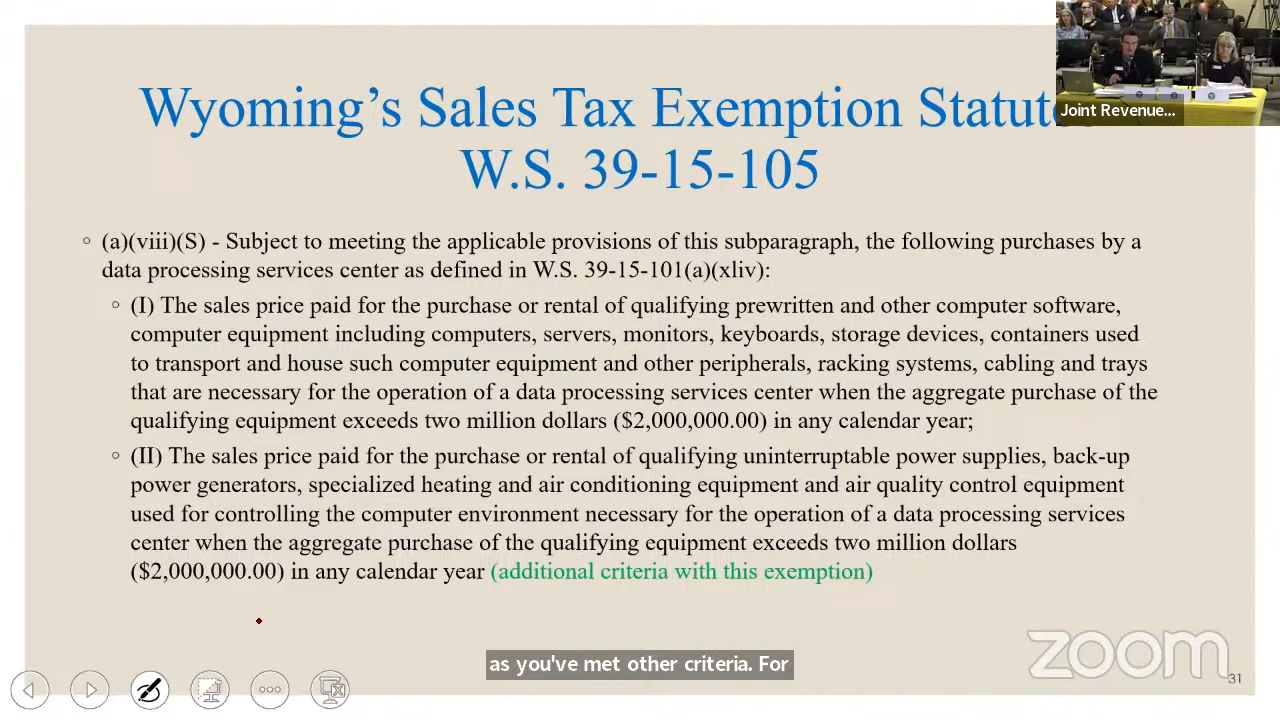 Wyoming's Sales Tax Exemption Statute
W.S. 39-15-105
Joint Revenue...
◦ (a)(viii)(S) - Subject to meeting the applicable provisions of this subparagraph, the following purchases by a
data processing services center as defined in W.S. 39-15-101(a)(xliv):
◦ (I) The sales price paid for the purchase or rental of qualifying prewritten and other computer software,
computer equipment including computers, servers, monitors, keyboards, storage devices, containers used
to transport and house such computer equipment and other peripherals, racking systems, cabling and trays
that are necessary for the operation of a data processing services center when the aggregate purchase of the
qualifying equipment exceeds two million dollars ($2,000,000.00) in any calendar year;
◦ (II) The sales price paid for the purchase or rental of qualifying uninterruptable power supplies, back-up
power generators, specialized heating and air conditioning equipment and air quality control equipment
used for controlling the computer environment necessary for the operation of a data processing services
center when the aggregate purchase of the qualifying equipment exceeds two million dollars
($2,000,000.00) in any calendar year (additional criteria with this exemption)
as you've met other criteria. For
zoom
31